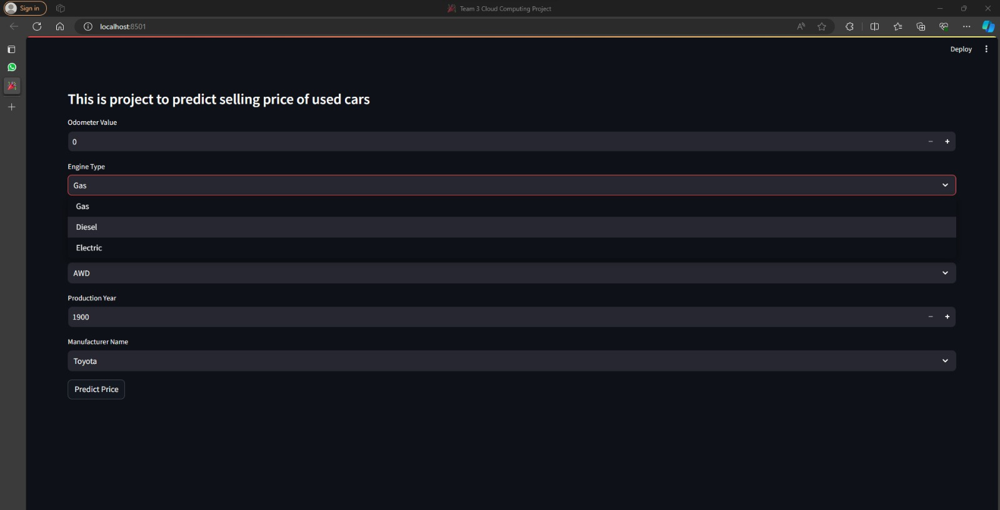 Sign in
Team 3 Cloud Computing Project
localhost:8501
Deploy
This is project to predict selling price of used cars
Odometer Value
0
Engine Type
Gas
Gas
Diesel
Electric
AWD
Production Year
1900
Manufacturer Name
Toyota
Predict Price